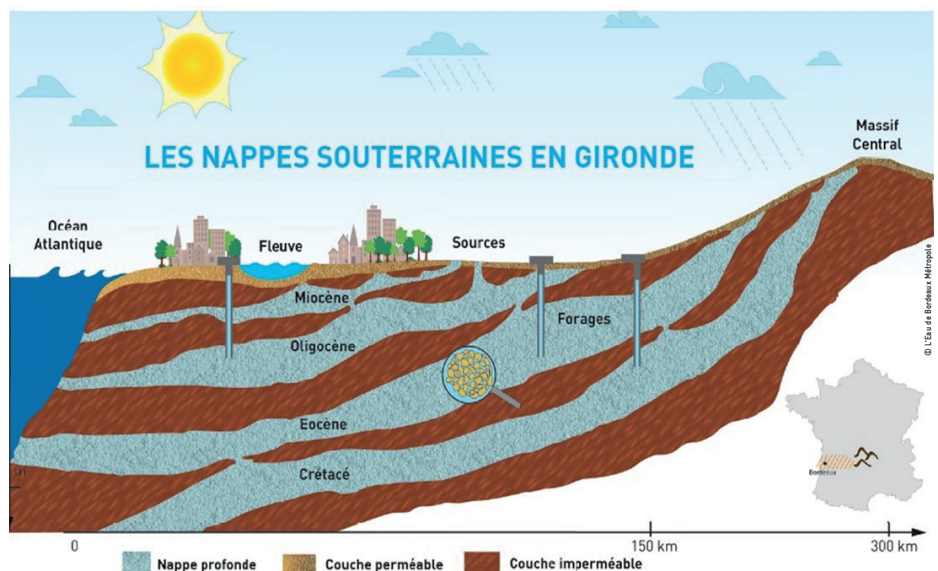 LES NAPPES SOUTERRAINES EN GIRONDE
Massif
Central
Océan
Atlantique
Fleuve
Sources
Miocène
Oligocène
Forages
Eocène
Crétacé
© L'Eau de Bordeaux Métropole
Bordeaux
0
150 km
300 km
Nappe profonde
Couche perméable
Couche imperméable